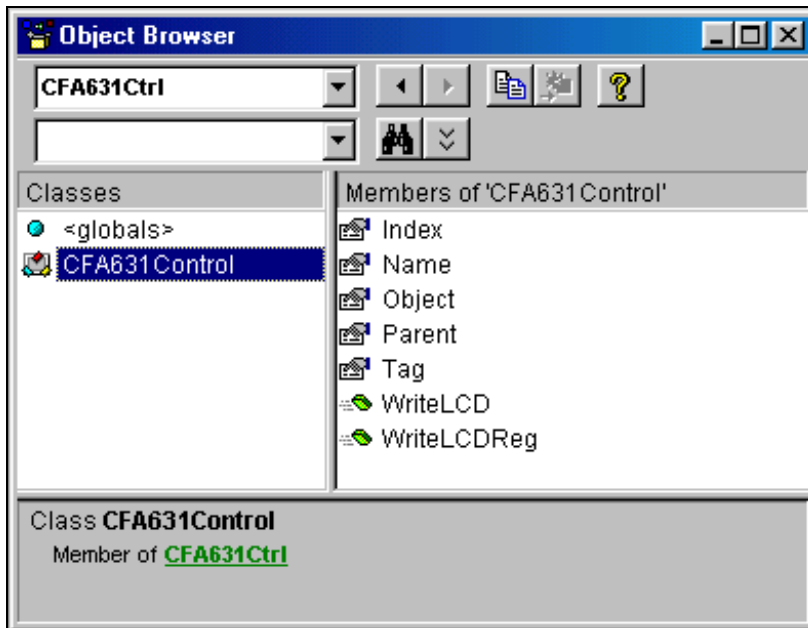 Object Browser
CFA631Ctrl
Classes
Members of 'CFA631Control'
<globals>
CFA631Control
Index
Name
Object
Parent
Tag
WriteLCD
WriteLCDReg
Class CFA631Control
Member of CFA631Ctrl